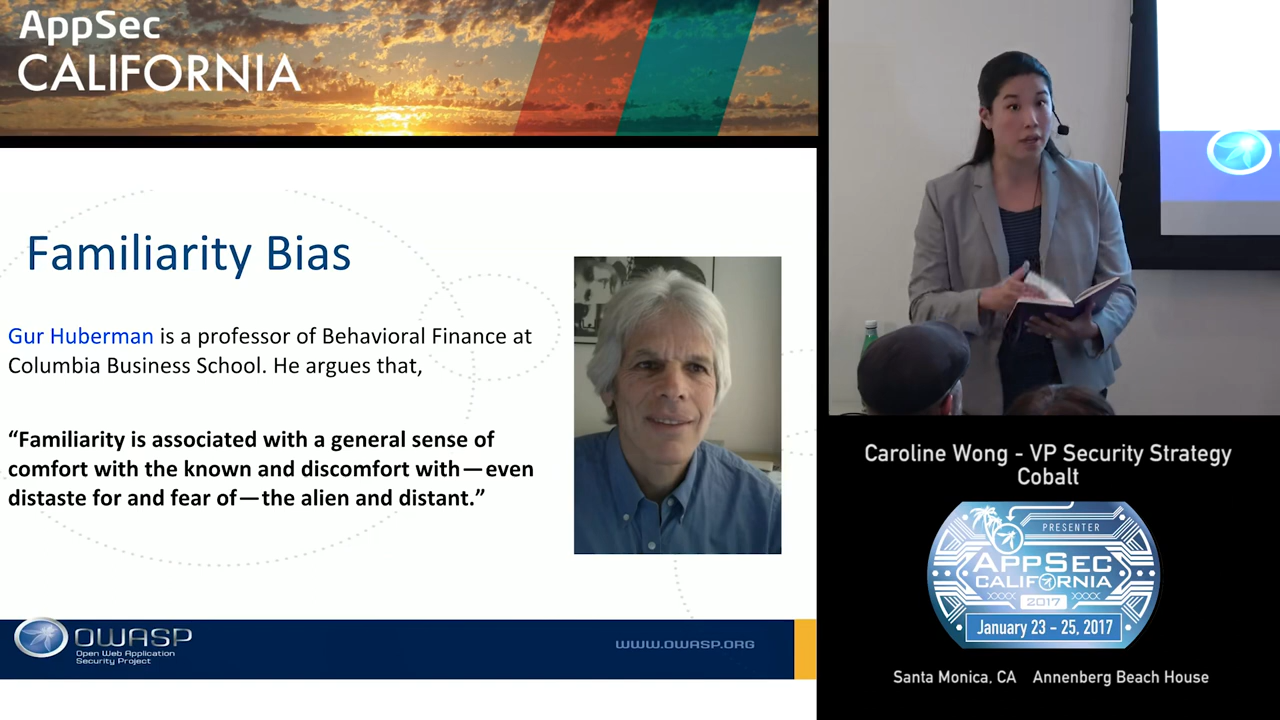 AppSec
CALIFORNIA
Familiarity Bias
Gur Huberman is a professor of Behavioral Finance at
Columbia Business School. He argues that,
“Familiarity is associated with a general sense of
comfort with the known and discomfort with—even
distaste for and fear of—the alien and distant.”
OWASP
Open Web Application
Security Project
WWW.OWASP.ORG
Caroline Wong - VP Security Strategy
Cobalt
PRESENTER
APPSEC
CALIFORNIA
2017
January 23 - 25, 2017
Santa Monica, CA Annenberg Beach House